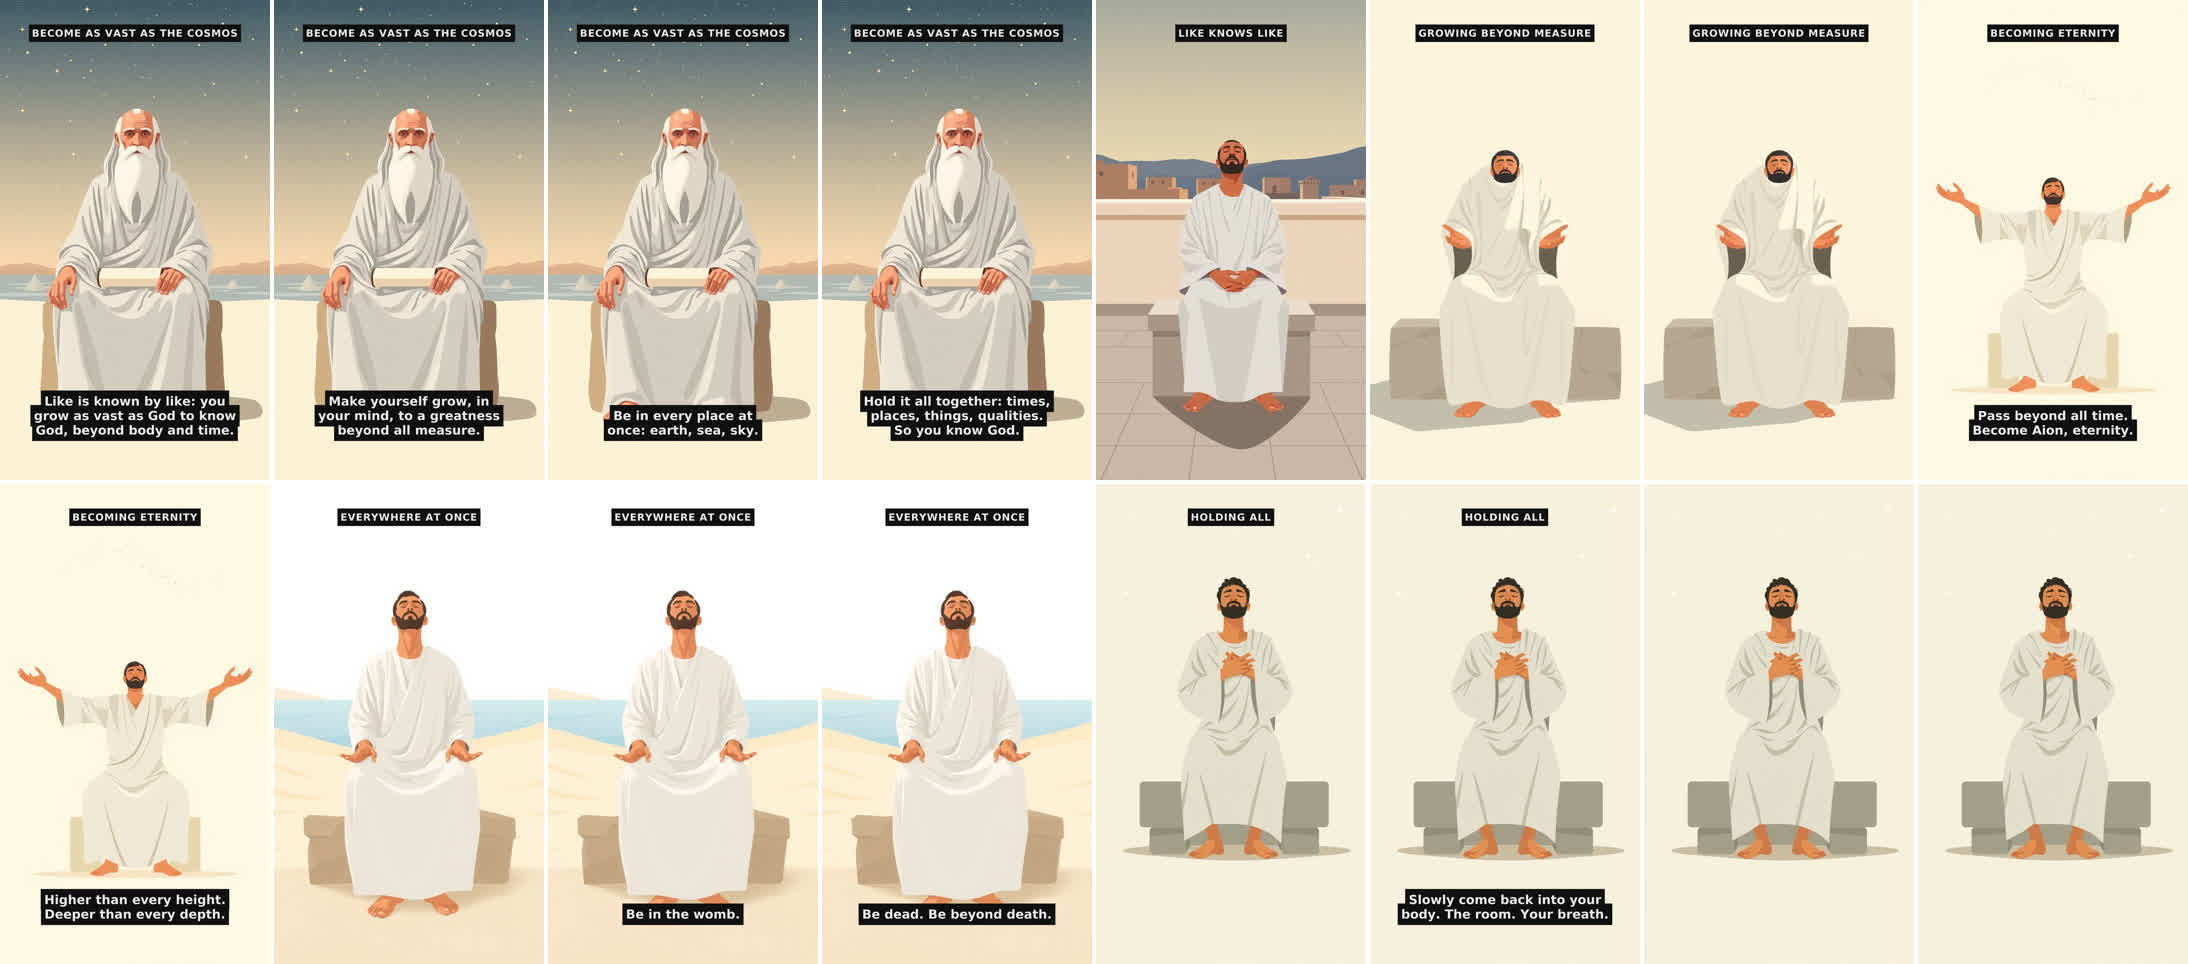 BECOME AS VAST AS THE COSMOS
Like is known by like: you
grow as vast as God to know
God, beyond body and time.
BECOME AS VAST AS THE COSMOS
Make yourself grow, in
your mind, to a greatness
beyond all measure.
BECOME AS VAST AS THE COSMOS
Be in every place at
once: earth, sea, sky.
BECOME AS VAST AS THE COSMOS
Hold it all together: times,
places, things, qualities.
So you know God.
LIKE KNOWS LIKE
GROWING BEYOND MEASURE
GROWING BEYOND MEASURE
BECOMING ETERNITY
Pass beyond all time.
Become Aion, eternity.
BECOMING ETERNITY
Higher than every height.
Deeper than every depth.
EVERYWHERE AT ONCE
EVERYWHERE AT ONCE
Be in the womb.
EVERYWHERE AT ONCE
Be dead. Be beyond death.
HOLDING ALL
HOLDING ALL
Slowly come back into your
body. The room. Your breath.